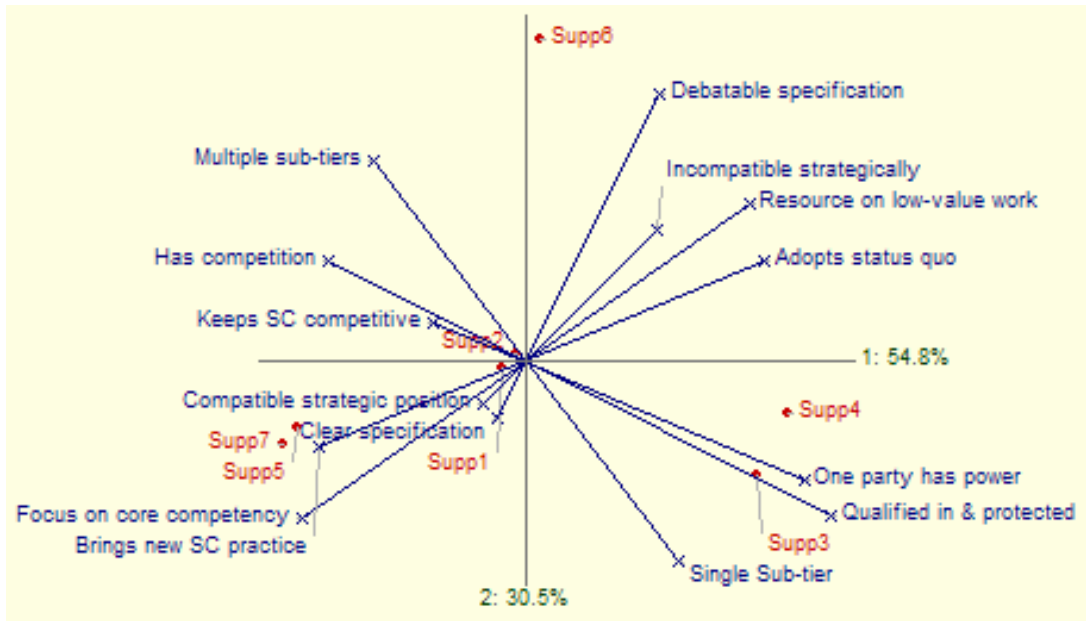 Supp6
Debatable specification
Multiple sub-tiers
Incompatible strategically
Resource on low-value work
Has competition
Adopts status quo
Keeps SC competitive
Supp2
1: 54.8%
Compatible strategic position
Supp4
Clear specification
Supp7
Supp1
Supp5
One party has power
Focus on core competency
Qualified in & protected
Brings new SC practice
Supp3
Single Sub-tier
2: 30.5%